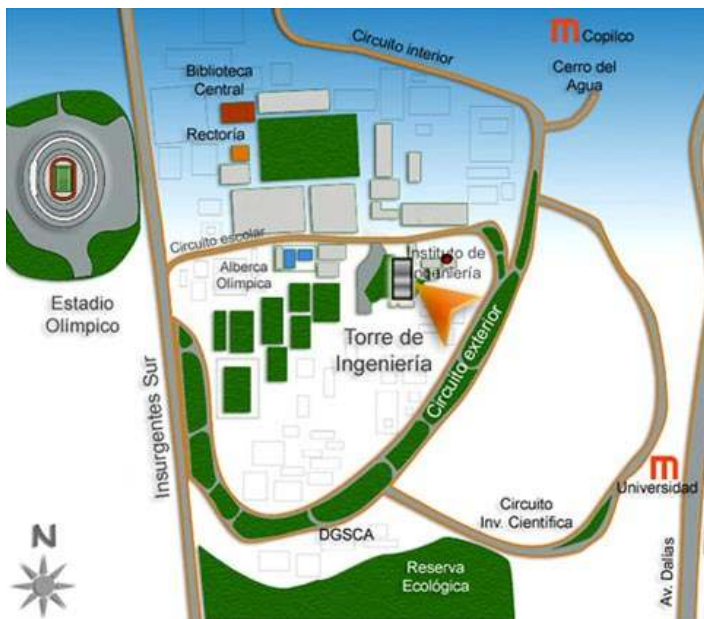 Circuito interior
M Copilco
Cerro del
Agua
Biblioteca
Central
Rectoría
Circuito escolar
Alberca
Olimpica
Instituto de
Ingeniería
Estadio
Olímpico
Torre de
Ingeniería
Circuito exterior
Insurgentes Sur
M
Universidad
Circuito
Inv. Científica
DGSCA
Reserva
Ecológica
Av. Dalias
N